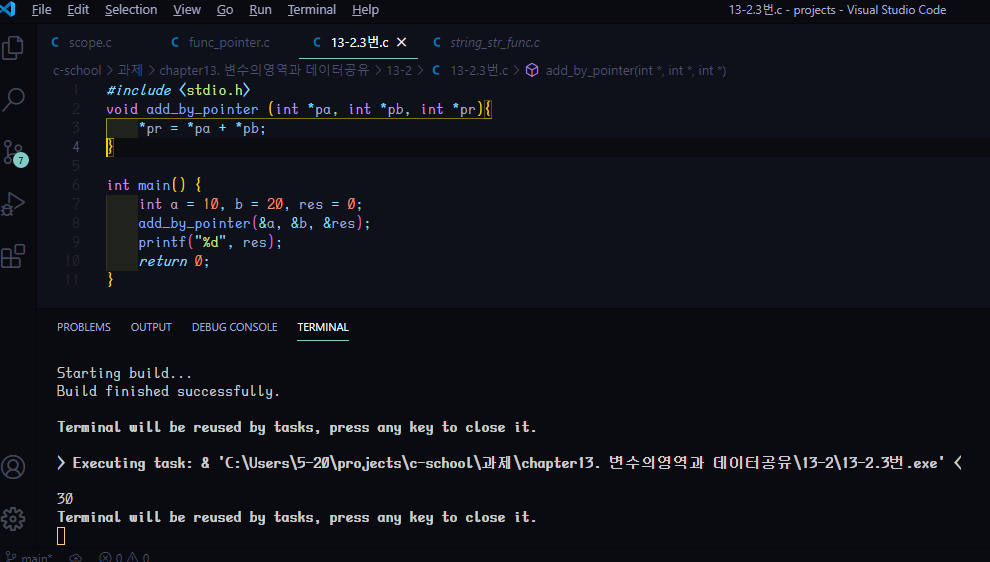 File Edit Selection View Go Run Terminal Help 13-2.3번.c - projects - Visual Studio Code
C scope.c C func_pointer.c C 13-2.3번.c × C string_str_func.c
c-school > 과제 > chapter13. 변수의영역과 데이터공유 > 13-2 > C 13-2.3번.c > add_by_pointer(int *, int *, int *)
1 #include <stdio.h>
2 void add_by_pointer (int *pa, int *pb, int *pr){
3 *pr = *pa + *pb;
4 }
5
6 int main() {
7 int a = 10, b = 20, res = 0;
8 add_by_pointer(&a, &b, &res);
9 printf("%d", res);
10 return 0;
11 }
7
PROBLEMS OUTPUT DEBUG CONSOLE TERMINAL
Starting build...
Build finished successfully.
Terminal will be reused by tasks, press any key to close it.
> Executing task: & 'C:\Users\5-20\projects\c-school\과제\chapter13. 변수의영역과 데이터공유\13-2\13-2.3번.exe' <
30
Terminal will be reused by tasks, press any key to close it.
main* 0 0